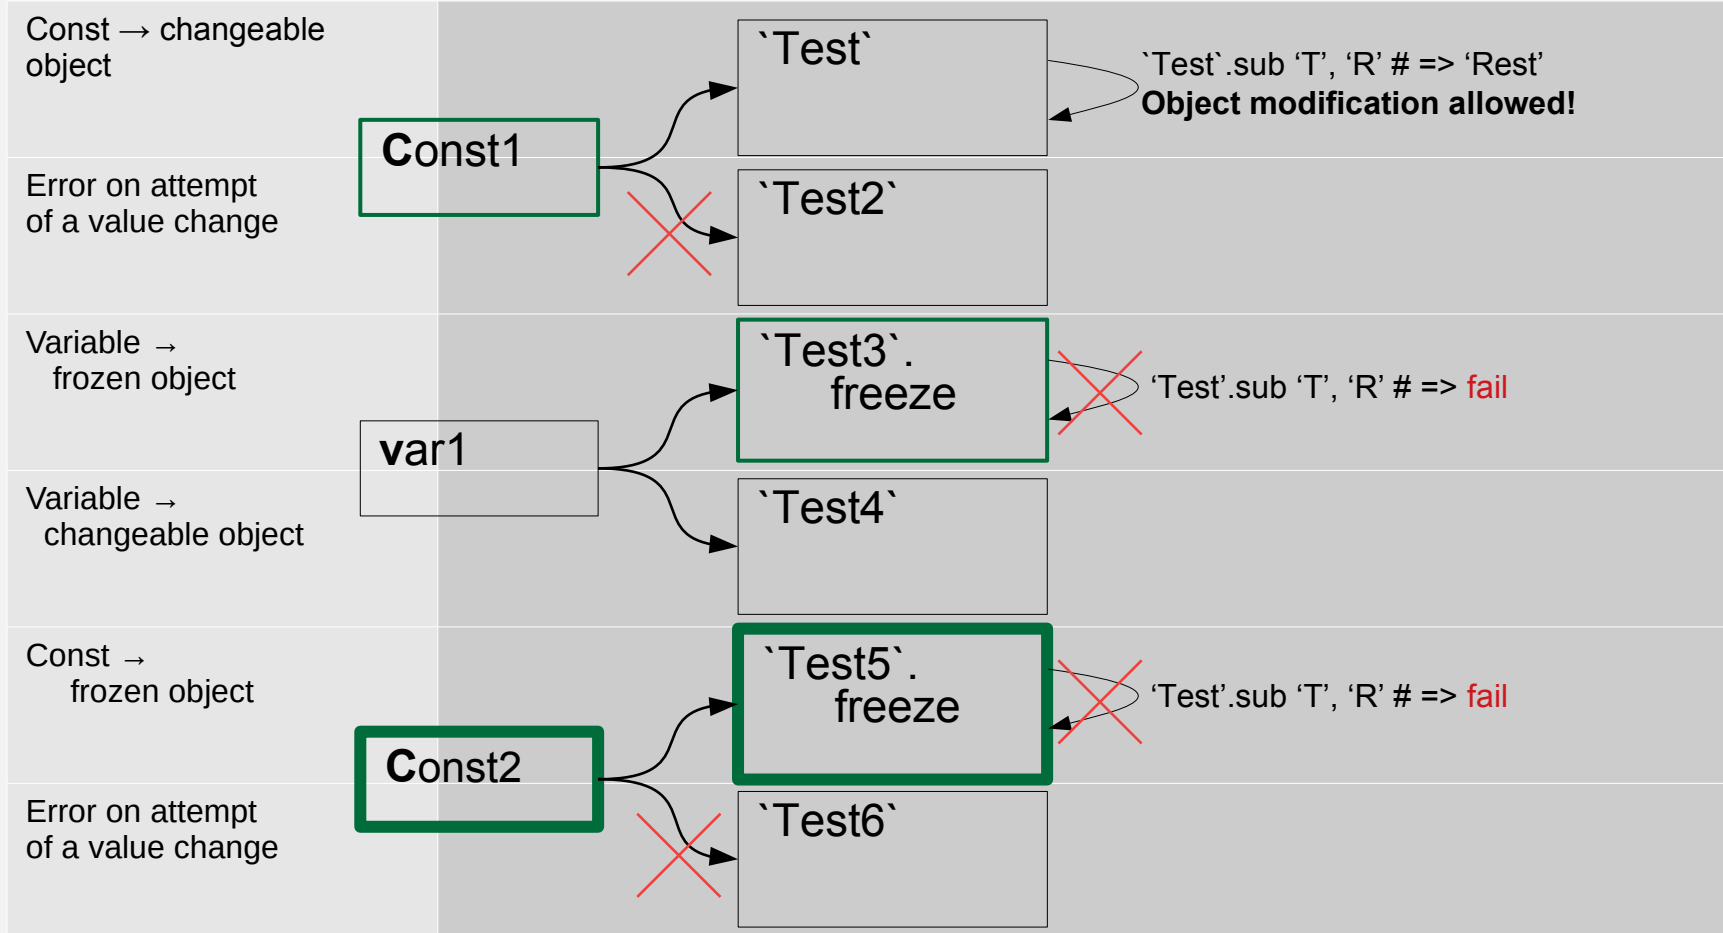 Const → changeable
object
`Test`
`Test`.sub ‘T’, ‘R’ # => ‘Rest’
Object modification allowed!
Const1
Error on attempt
of a value change
`Test2`
Variable →
frozen object
`Test3`.
freeze
‘Test’.sub ‘T’, ‘R’ # => fail
var1
Variable →
changeable object
`Test4`
Const →
frozen object
`Test5`.
freeze
‘Test’.sub ‘T’, ‘R’ # => fail
Const2
Error on attempt
of a value change
`Test6`